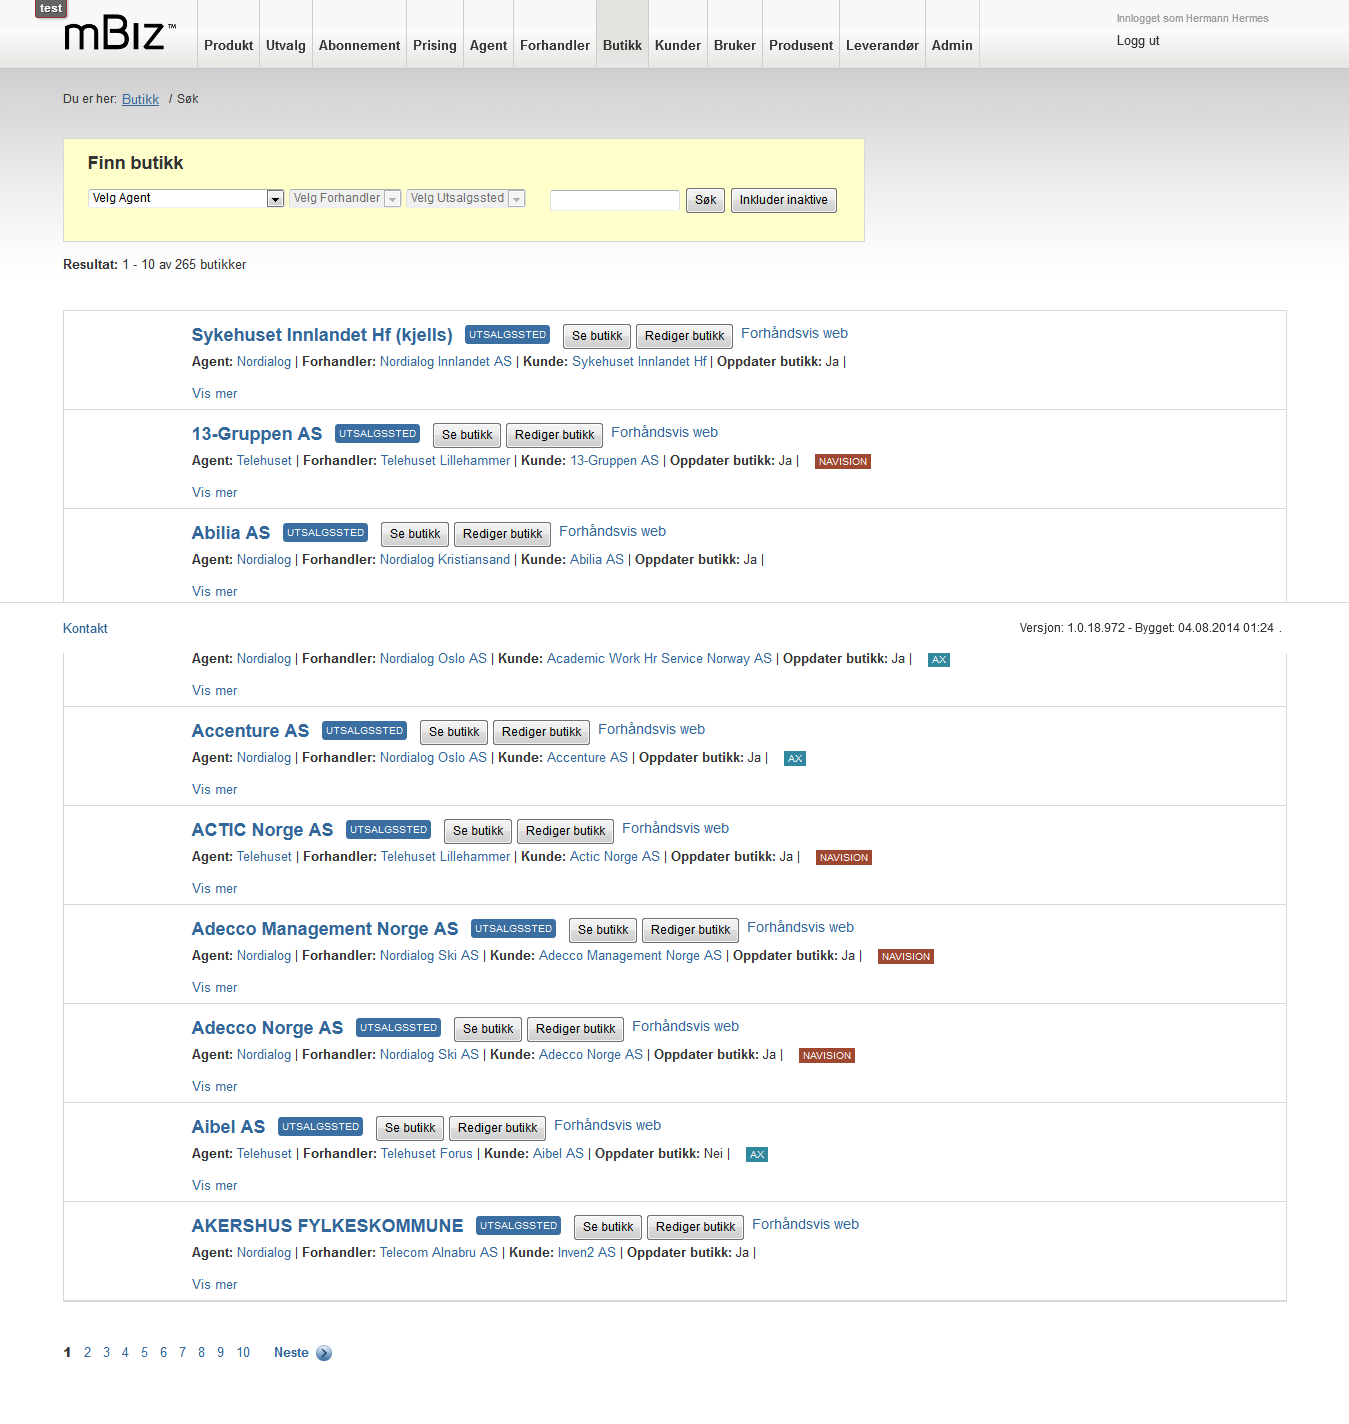 test
mBiz™
Produkt Utvalg Abonnement Prising Agent Forhandler Butikk Kunder Bruker Produsent Leverandør Admin
Innlogget som Hermann Hermes
Logg ut
Du er her: Butikk / Søk
Finn butikk
Velg Agent Velg Forhandler Velg Utsalgssted Søk Inkluder inaktive
Resultat: 1 - 10 av 265 butikker
Sykehuset Innlandet Hf (kjells) UTSALGSSTED Se butikk Rediger butikk Forhåndsvis web
Agent: Nordialog | Forhandler: Nordialog Innlandet AS | Kunde: Sykehuset Innlandet Hf | Oppdater butikk: Ja |
Vis mer
13-Gruppen AS UTSALGSSTED Se butikk Rediger butikk Forhåndsvis web
Agent: Telehuset | Forhandler: Telehuset Lillehammer | Kunde: 13-Gruppen AS | Oppdater butikk: Ja | NAVISION
Vis mer
Abilia AS UTSALGSSTED Se butikk Rediger butikk Forhåndsvis web
Agent: Nordialog | Forhandler: Nordialog Kristiansand | Kunde: Abilia AS | Oppdater butikk: Ja |
Vis mer
Kontakt Versjon: 1.0.18.972 - Bygget: 04.08.2014 01:24 .
Agent: Nordialog | Forhandler: Nordialog Oslo AS | Kunde: Academic Work Hr Service Norway AS | Oppdater butikk: Ja | AX
Vis mer
Accenture AS UTSALGSSTED Se butikk Rediger butikk Forhåndsvis web
Agent: Nordialog | Forhandler: Nordialog Oslo AS | Kunde: Accenture AS | Oppdater butikk: Ja | AX
Vis mer
ACTIC Norge AS UTSALGSSTED Se butikk Rediger butikk Forhåndsvis web
Agent: Telehuset | Forhandler: Telehuset Lillehammer | Kunde: Actic Norge AS | Oppdater butikk: Ja | NAVISION
Vis mer
Adecco Management Norge AS UTSALGSSTED Se butikk Rediger butikk Forhåndsvis web
Agent: Nordialog | Forhandler: Nordialog Ski AS | Kunde: Adecco Management Norge AS | Oppdater butikk: Ja | NAVISION
Vis mer
Adecco Norge AS UTSALGSSTED Se butikk Rediger butikk Forhåndsvis web
Agent: Nordialog | Forhandler: Nordialog Ski AS | Kunde: Adecco Norge AS | Oppdater butikk: Ja | NAVISION
Vis mer
Aibel AS UTSALGSSTED Se butikk Rediger butikk Forhåndsvis web
Agent: Telehuset | Forhandler: Telehuset Forus | Kunde: Aibel AS | Oppdater butikk: Nei | AX
Vis mer
AKERSHUS FYLKESKOMMUNE UTSALGSSTED Se butikk Rediger butikk Forhåndsvis web
Agent: Nordialog | Forhandler: Telecom Alnabru AS | Kunde: Inven2 AS | Oppdater butikk: Ja |
Vis mer
1 2 3 4 5 6 7 8 9 10 Neste